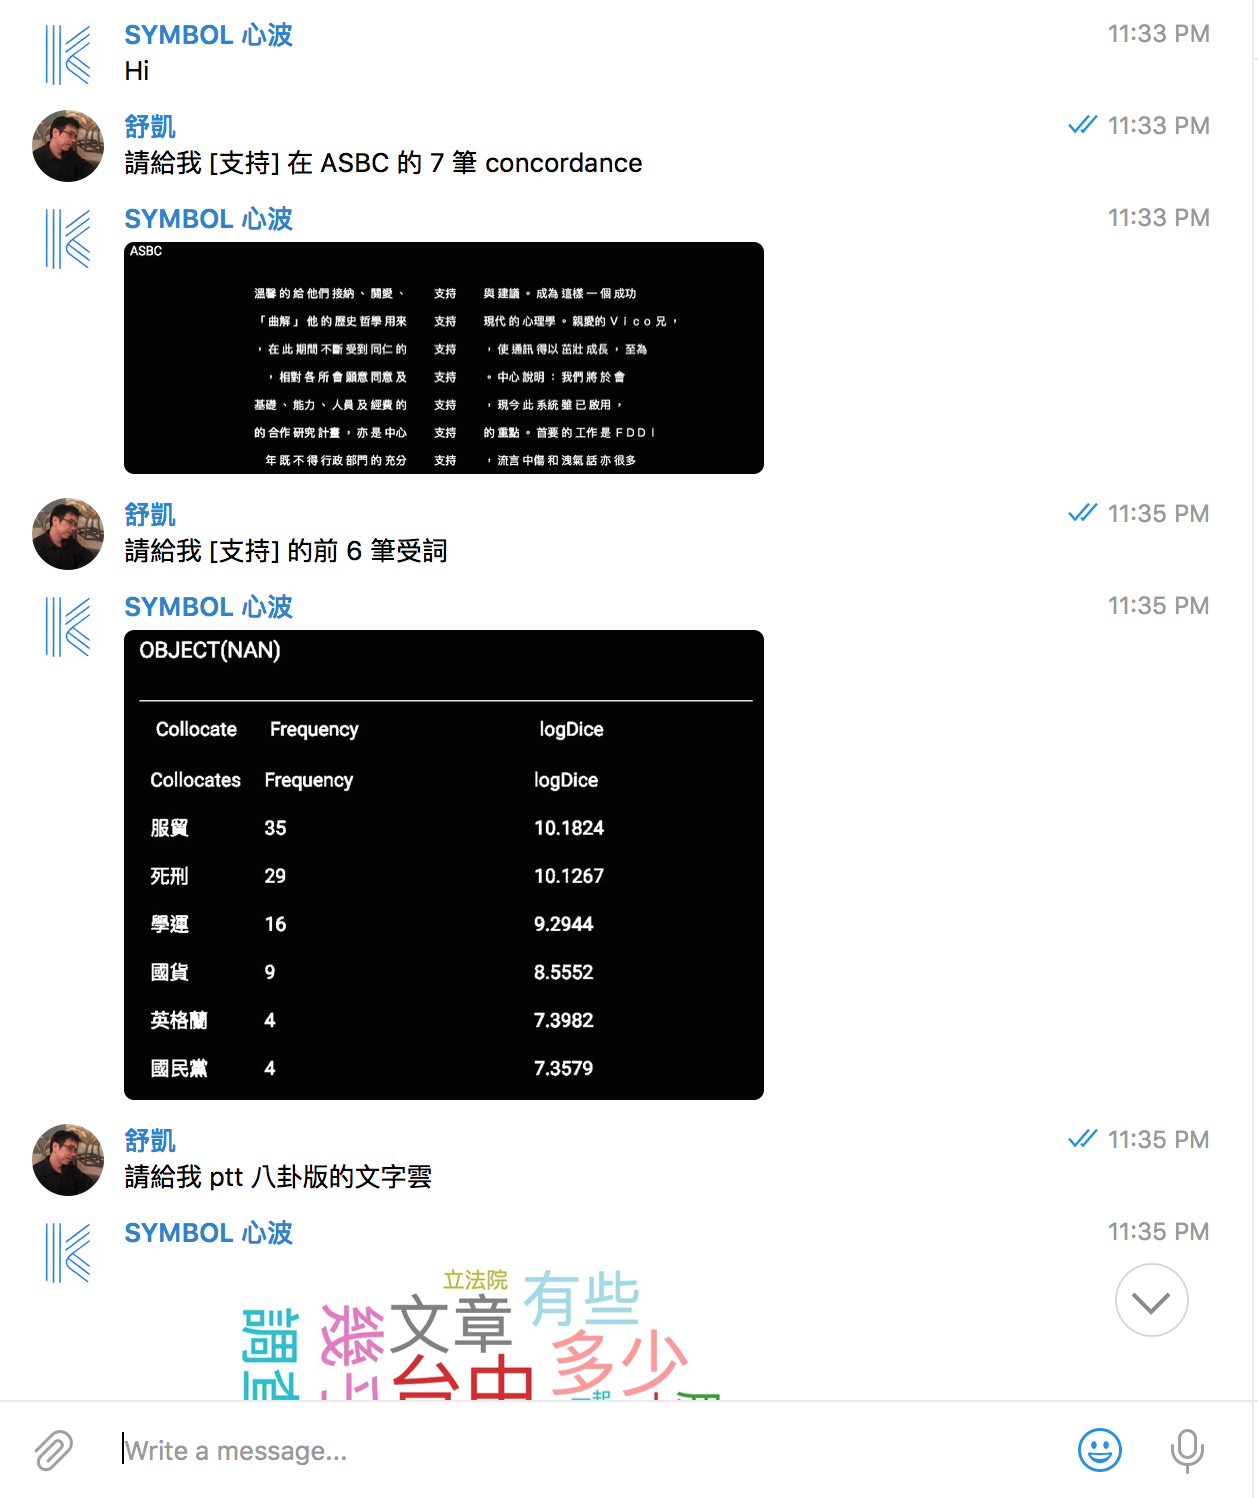 SYMBOL 心波 11:33 PM
Hi
舒凱 11:33 PM
請給我 [支持] 在 ASBC 的 7 筆 concordance
SYMBOL 心波 11:33 PM
ASBC
溫馨 的 給 他們 接納 、 關愛 、 支持 與 建議 。 成為 這樣 一 個 成功
「 曲解 」 他 的 歷史 哲學 用來 支持 現代 的 心理學 。 親愛的 Ｖｉｃｏ 兄 ，
， 在 此 期間 不斷 受到 同仁 的 支持 ， 使 通訊 得以 茁壯 成長 ， 至為
， 相對 各 所 會 願意 同意 及 支持 。 中心 說明 ： 我們 將 於 會
基礎 、 能力 、 人員 及 經費 的 支持 ， 現今 此 系統 雖 已 啟用 ，
的 合作 研究 計畫 ， 亦 是 中心 支持 的 重點 。 首要 的 工作 是 ＦＤＤＩ
年 既 不得 行政 部門 的 充分 支持 ， 流言 中傷 和 洩氣 話 亦 很多
舒凱 11:35 PM
請給我 [支持] 的前 6 筆受詞
SYMBOL 心波 11:35 PM
OBJECT(NAN)
Collocate Frequency logDice
Collocates Frequency logDice
服貿 35 10.1824
死刑 29 10.1267
學運 16 9.2944
國貨 9 8.5552
英格蘭 4 7.3982
國民黨 4 7.3579
舒凱 11:35 PM
請給我 ptt 八卦版的文字雲
SYMBOL 心波 11:35 PM
立法院
有些
文章
多少
台中
一起
Write a message...